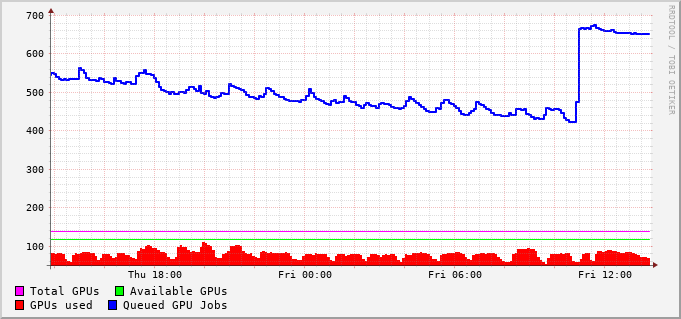 700
600
500
400
300
200
100
Thu 18:00 Fri 00:00 Fri 06:00 Fri 12:00
Total GPUs Available GPUs
GPUs used Queued GPU Jobs
RRDTOOL / TOBI OETIKER